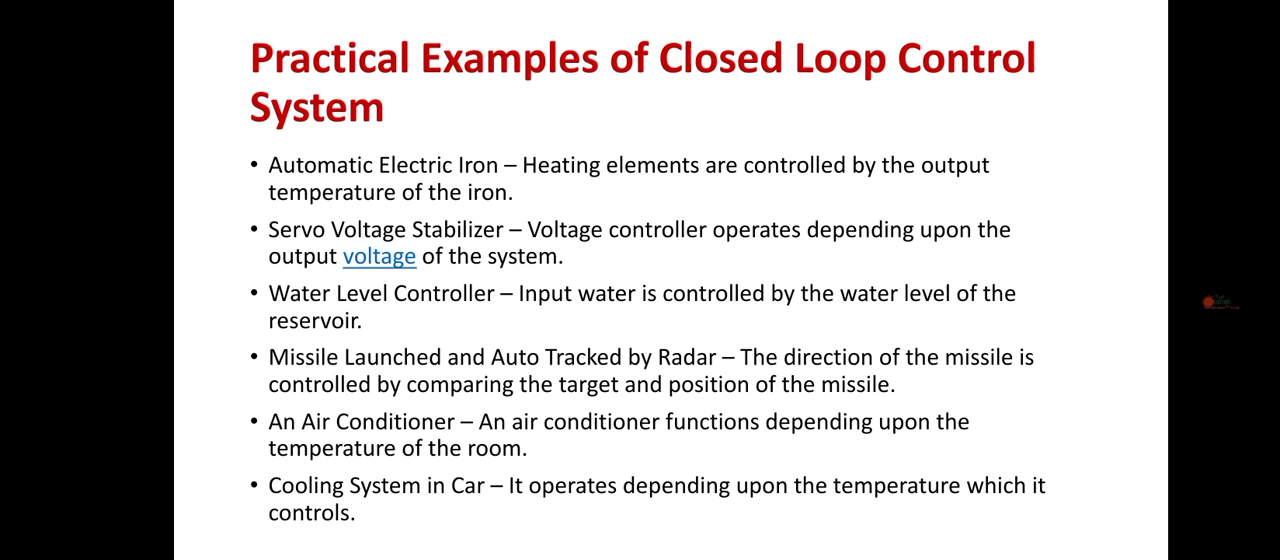 Practical Examples of Closed Loop Control
System
• Automatic Electric Iron – Heating elements are controlled by the output
temperature of the iron.
• Servo Voltage Stabilizer – Voltage controller operates depending upon the
output voltage of the system.
• Water Level Controller – Input water is controlled by the water level of the
reservoir.
• Missile Launched and Auto Tracked by Radar – The direction of the missile is
controlled by comparing the target and position of the missile.
• An Air Conditioner – An air conditioner functions depending upon the
temperature of the room.
• Cooling System in Car – It operates depending upon the temperature which it
controls.